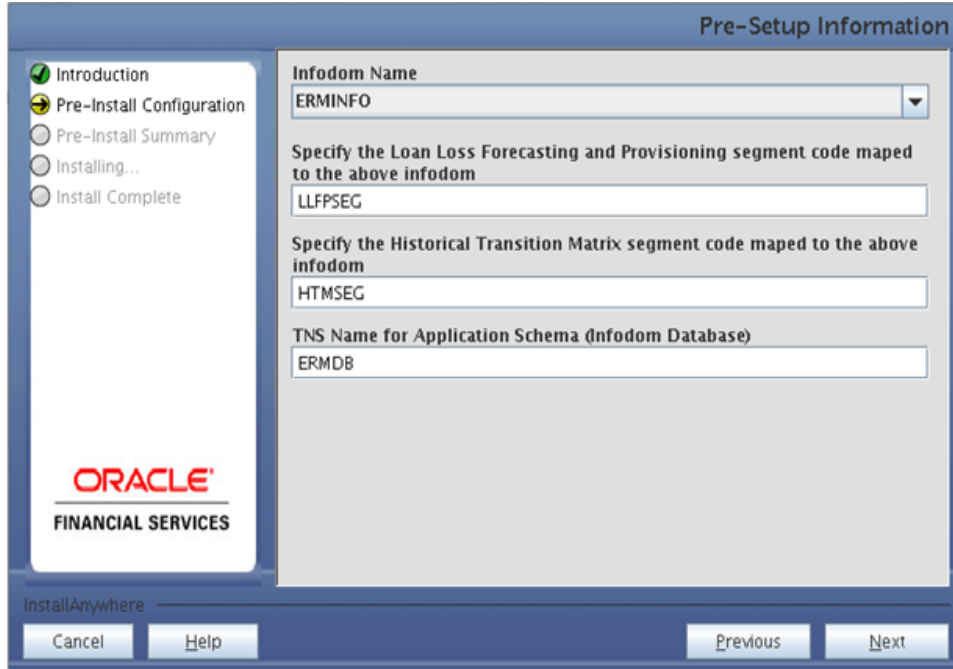 Pre-Setup Information
Introduction
Pre-Install Configuration
Pre-Install Summary
Installing...
Install Complete
ORACLE
FINANCIAL SERVICES
Infodom Name
ERMINFO
Specify the Loan Loss Forecasting and Provisioning segment code maped
to the above infodom
LLFPSEG
Specify the Historical Transition Matrix segment code maped to the above
infodom
HTMSEG
TNS Name for Application Schema (Infodom Database)
ERMDB
InstallAnywhere
Cancel
Help
Previous
Next